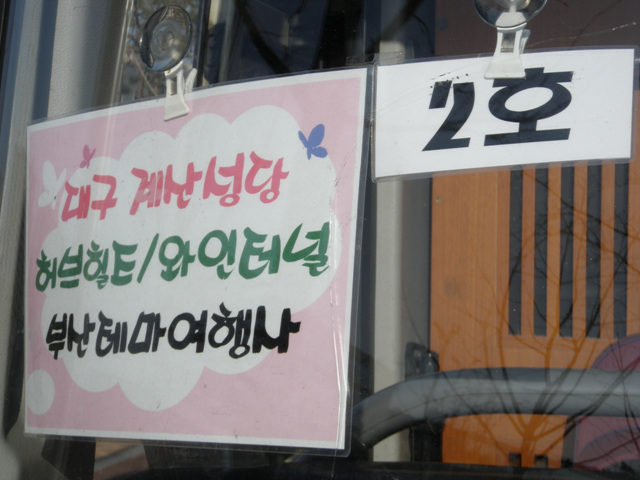 대구 계산성당
허브힐드/와인터널
부산테마여행사
2호